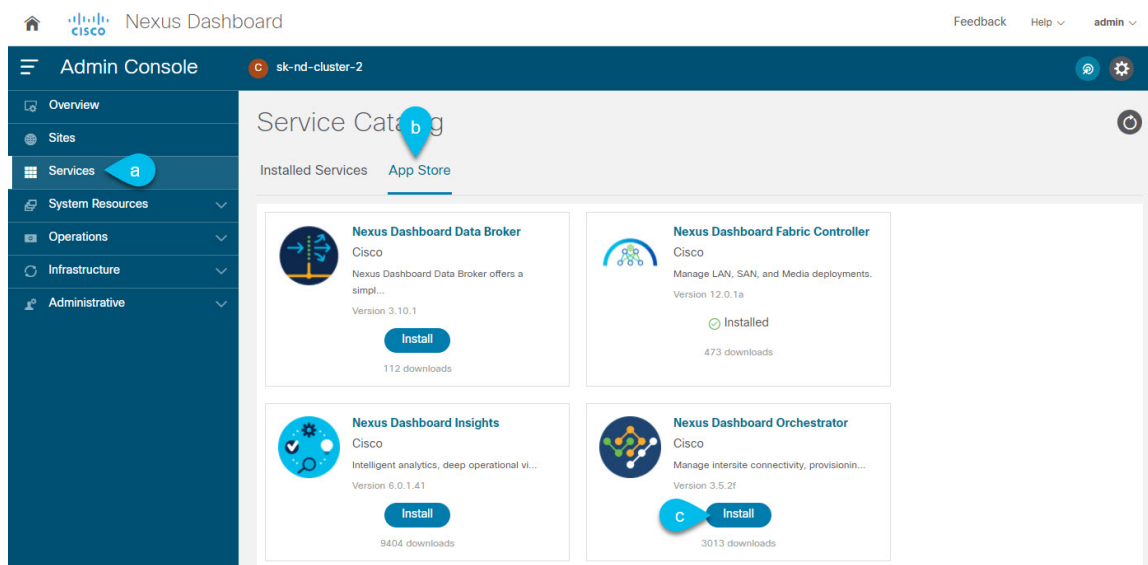 CISCO Nexus Dashboard
Feedback Help admin
Admin Console
C sk-nd-cluster-2
Overview
Sites
Services a
System Resources
Operations
Infrastructure
Administrative
Service Catalog
b
Installed Services App Store
Nexus Dashboard Data Broker
Cisco
Nexus Dashboard Data Broker offers a
simpl...
Version 3.10.1
Install
112 downloads
Nexus Dashboard Fabric Controller
Cisco
Manage LAN, SAN, and Media deployments.
Version 12.0.1a
Installed
473 downloads
Nexus Dashboard Insights
Cisco
Intelligent analytics, deep operational vi...
Version 6.0.1.41
Install
9404 downloads
Nexus Dashboard Orchestrator
Cisco
Manage intersite connectivity, provisionin...
Version 3.5.2f
c Install
3013 downloads